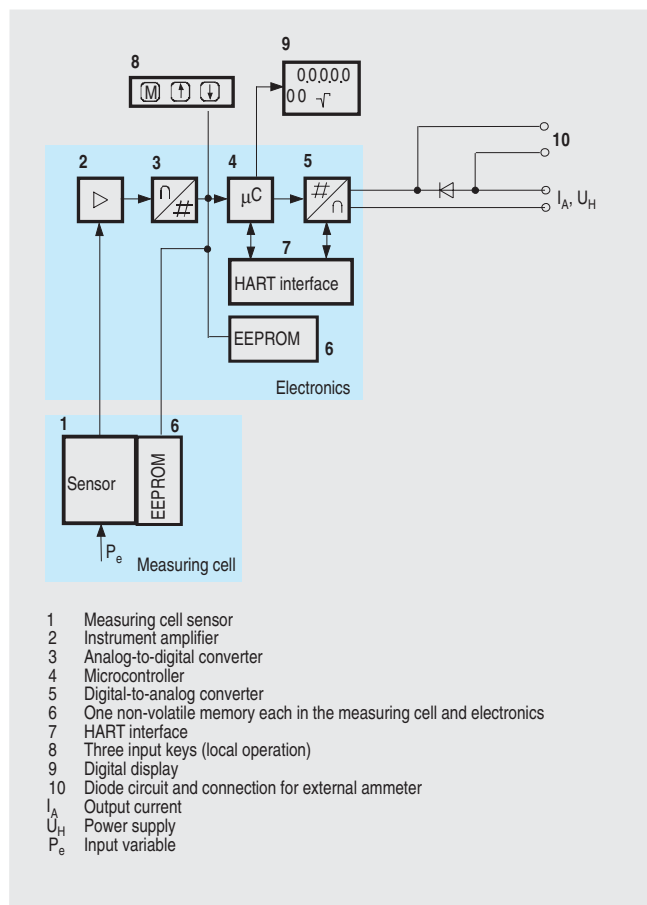 9
8
0.0.0.0.0
0 0 √
M ↑ ↓
10
2 3 4 5
∩ # µC # ∩
I_A, U_H
7
HART interface
EEPROM 6
Electronics
1 6
Sensor EEPROM
P_e
Measuring cell
1 Measuring cell sensor
2 Instrument amplifier
3 Analog-to-digital converter
4 Microcontroller
5 Digital-to-analog converter
6 One non-volatile memory each in the measuring cell and electronics
7 HART interface
8 Three input keys (local operation)
9 Digital display
10 Diode circuit and connection for external ammeter
I_A Output current
U_H Power supply
P_e Input variable